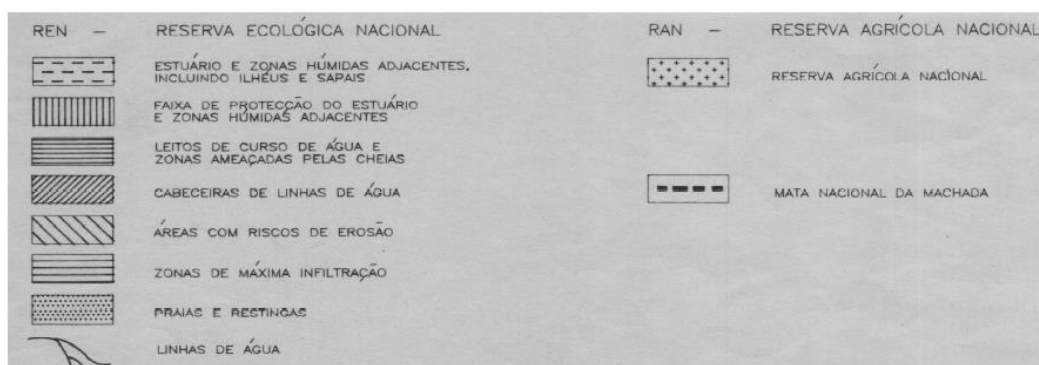 REN – RESERVA ECOLÓGICA NACIONAL
ESTUÁRIO E ZONAS HÚMIDAS ADJACENTES,
INCLUINDO ILHÉUS E SAPAIS
FAIXA DE PROTECÇÃO DO ESTUÁRIO
E ZONAS HÚMIDAS ADJACENTES
LEITOS DE CURSO DE ÁGUA E
ZONAS AMEAÇADAS PELAS CHEIAS
CABECEIRAS DE LINHAS DE ÁGUA
ÁREAS COM RISCOS DE EROSÃO
ZONAS DE MÁXIMA INFILTRAÇÃO
PRAIAS E RESTINGAS
LINHAS DE ÁGUA
RAN – RESERVA AGRÍCOLA NACIONAL
RESERVA AGRÍCOLA NACIONAL
MATA NACIONAL DA MACHADA